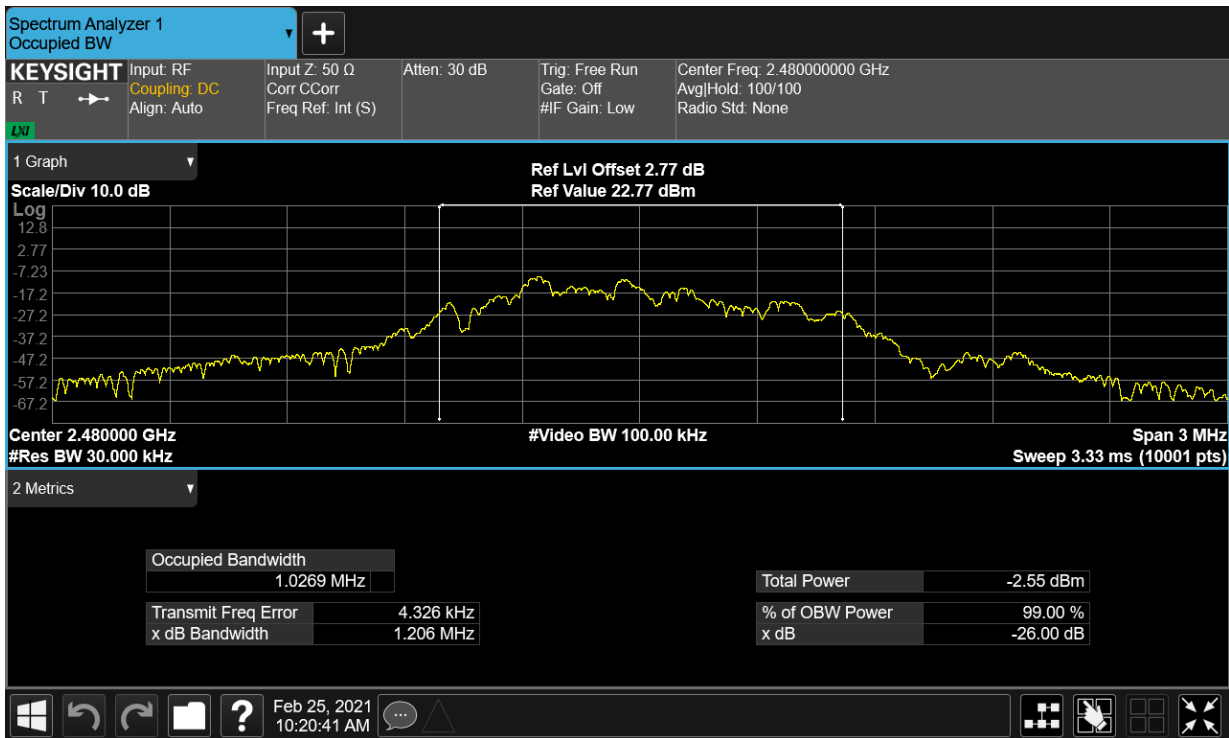 Spectrum Analyzer 1
Occupied BW
KEYSIGHT
R T
LXI
Input: RF
Coupling: DC
Align: Auto
Input Z: 50 Ω
Corr CCorr
Freq Ref: Int (S)
Atten: 30 dB
Trig: Free Run
Gate: Off
#IF Gain: Low
Center Freq: 2.480000000 GHz
Avg|Hold: 100/100
Radio Std: None
1 Graph
Scale/Div 10.0 dB
Ref Lvl Offset 2.77 dB
Ref Value 22.77 dBm
Log
12.8
2.77
-7.23
-17.2
-27.2
-37.2
-47.2
-57.2
-67.2
Center 2.480000 GHz
#Res BW 30.000 kHz
#Video BW 100.00 kHz
Span 3 MHz
Sweep 3.33 ms (10001 pts)
2 Metrics
Occupied Bandwidth
1.0269 MHz
Transmit Freq Error 4.326 kHz
x dB Bandwidth 1.206 MHz
Total Power -2.55 dBm
% of OBW Power 99.00 %
x dB -26.00 dB
?
Feb 25, 2021
10:20:41 AM